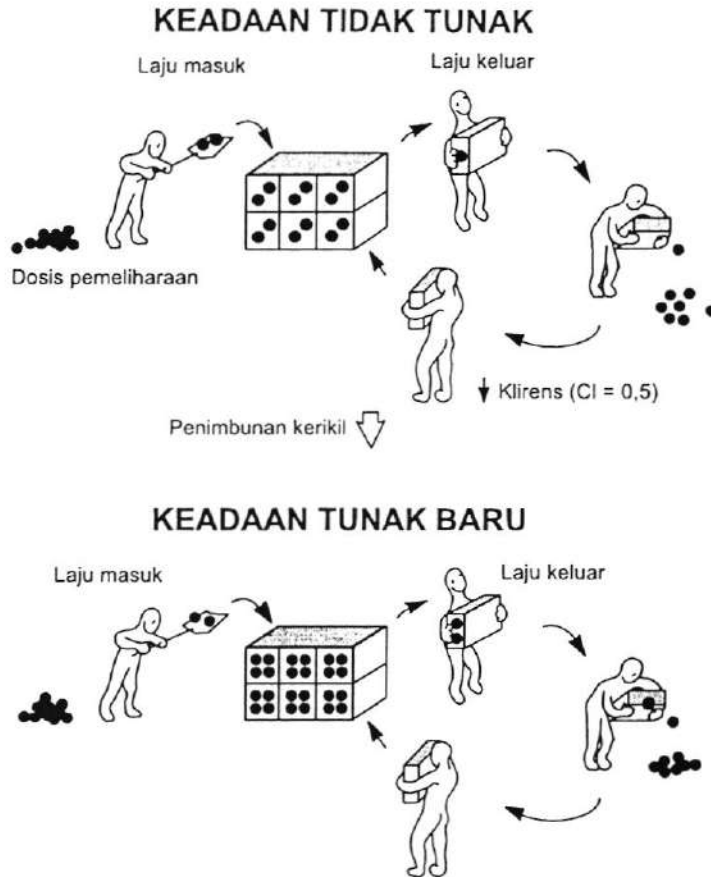 KEADAAN TIDAK TUNAK
Laju masuk
Laju keluar
Dosis pemeliharaan
Klirens (Cl = 0,5)
Penimbunan kerikil
KEADAAN TUNAK BARU
Laju masuk
Laju keluar